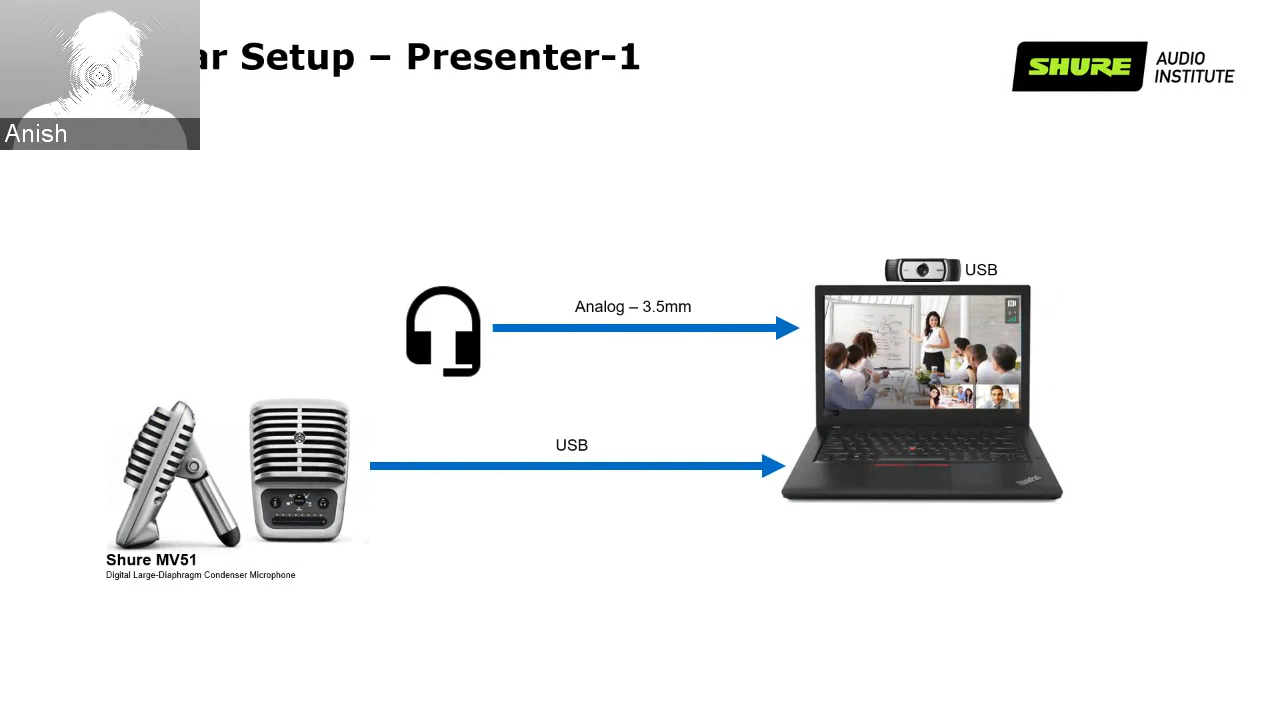 ar Setup – Presenter-1
SHURE
AUDIO
INSTITUTE
Anish
USB
Analog – 3.5mm
USB
ThinkPad
Shure MV51
Digital Large-Diaphragm Condenser Microphone